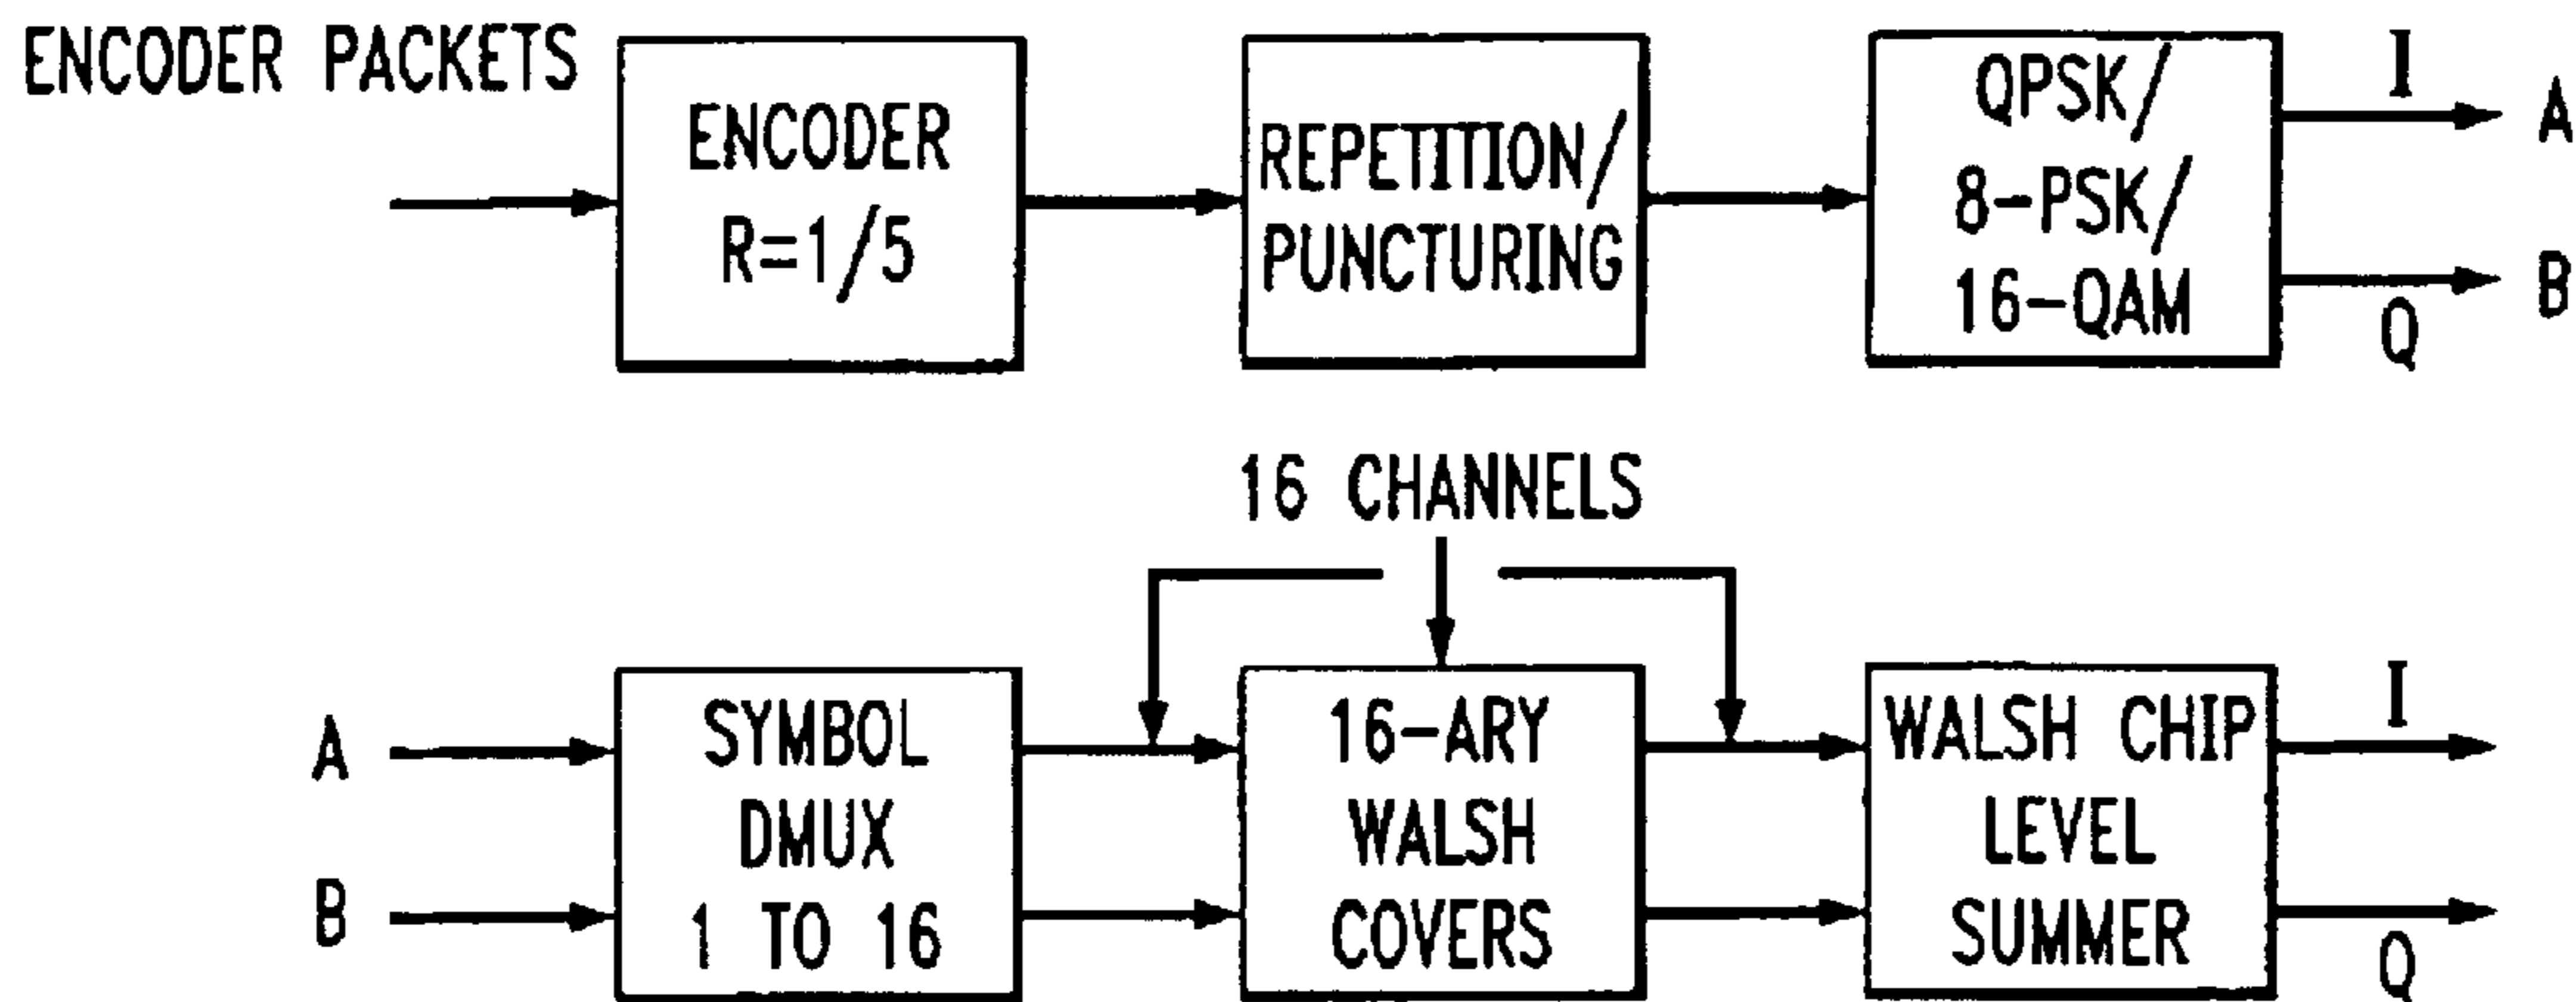 ENCODER PACKETS
ENCODER
R=1/5
REPETITION/
PUNCTURING
QPSK/
8-PSK/
16-QAM
I
A
Q
B
16 CHANNELS
A
B
SYMBOL
DMUX
1 TO 16
16-ARY
WALSH
COVERS
WALSH CHIP
LEVEL
SUMMER
I
Q